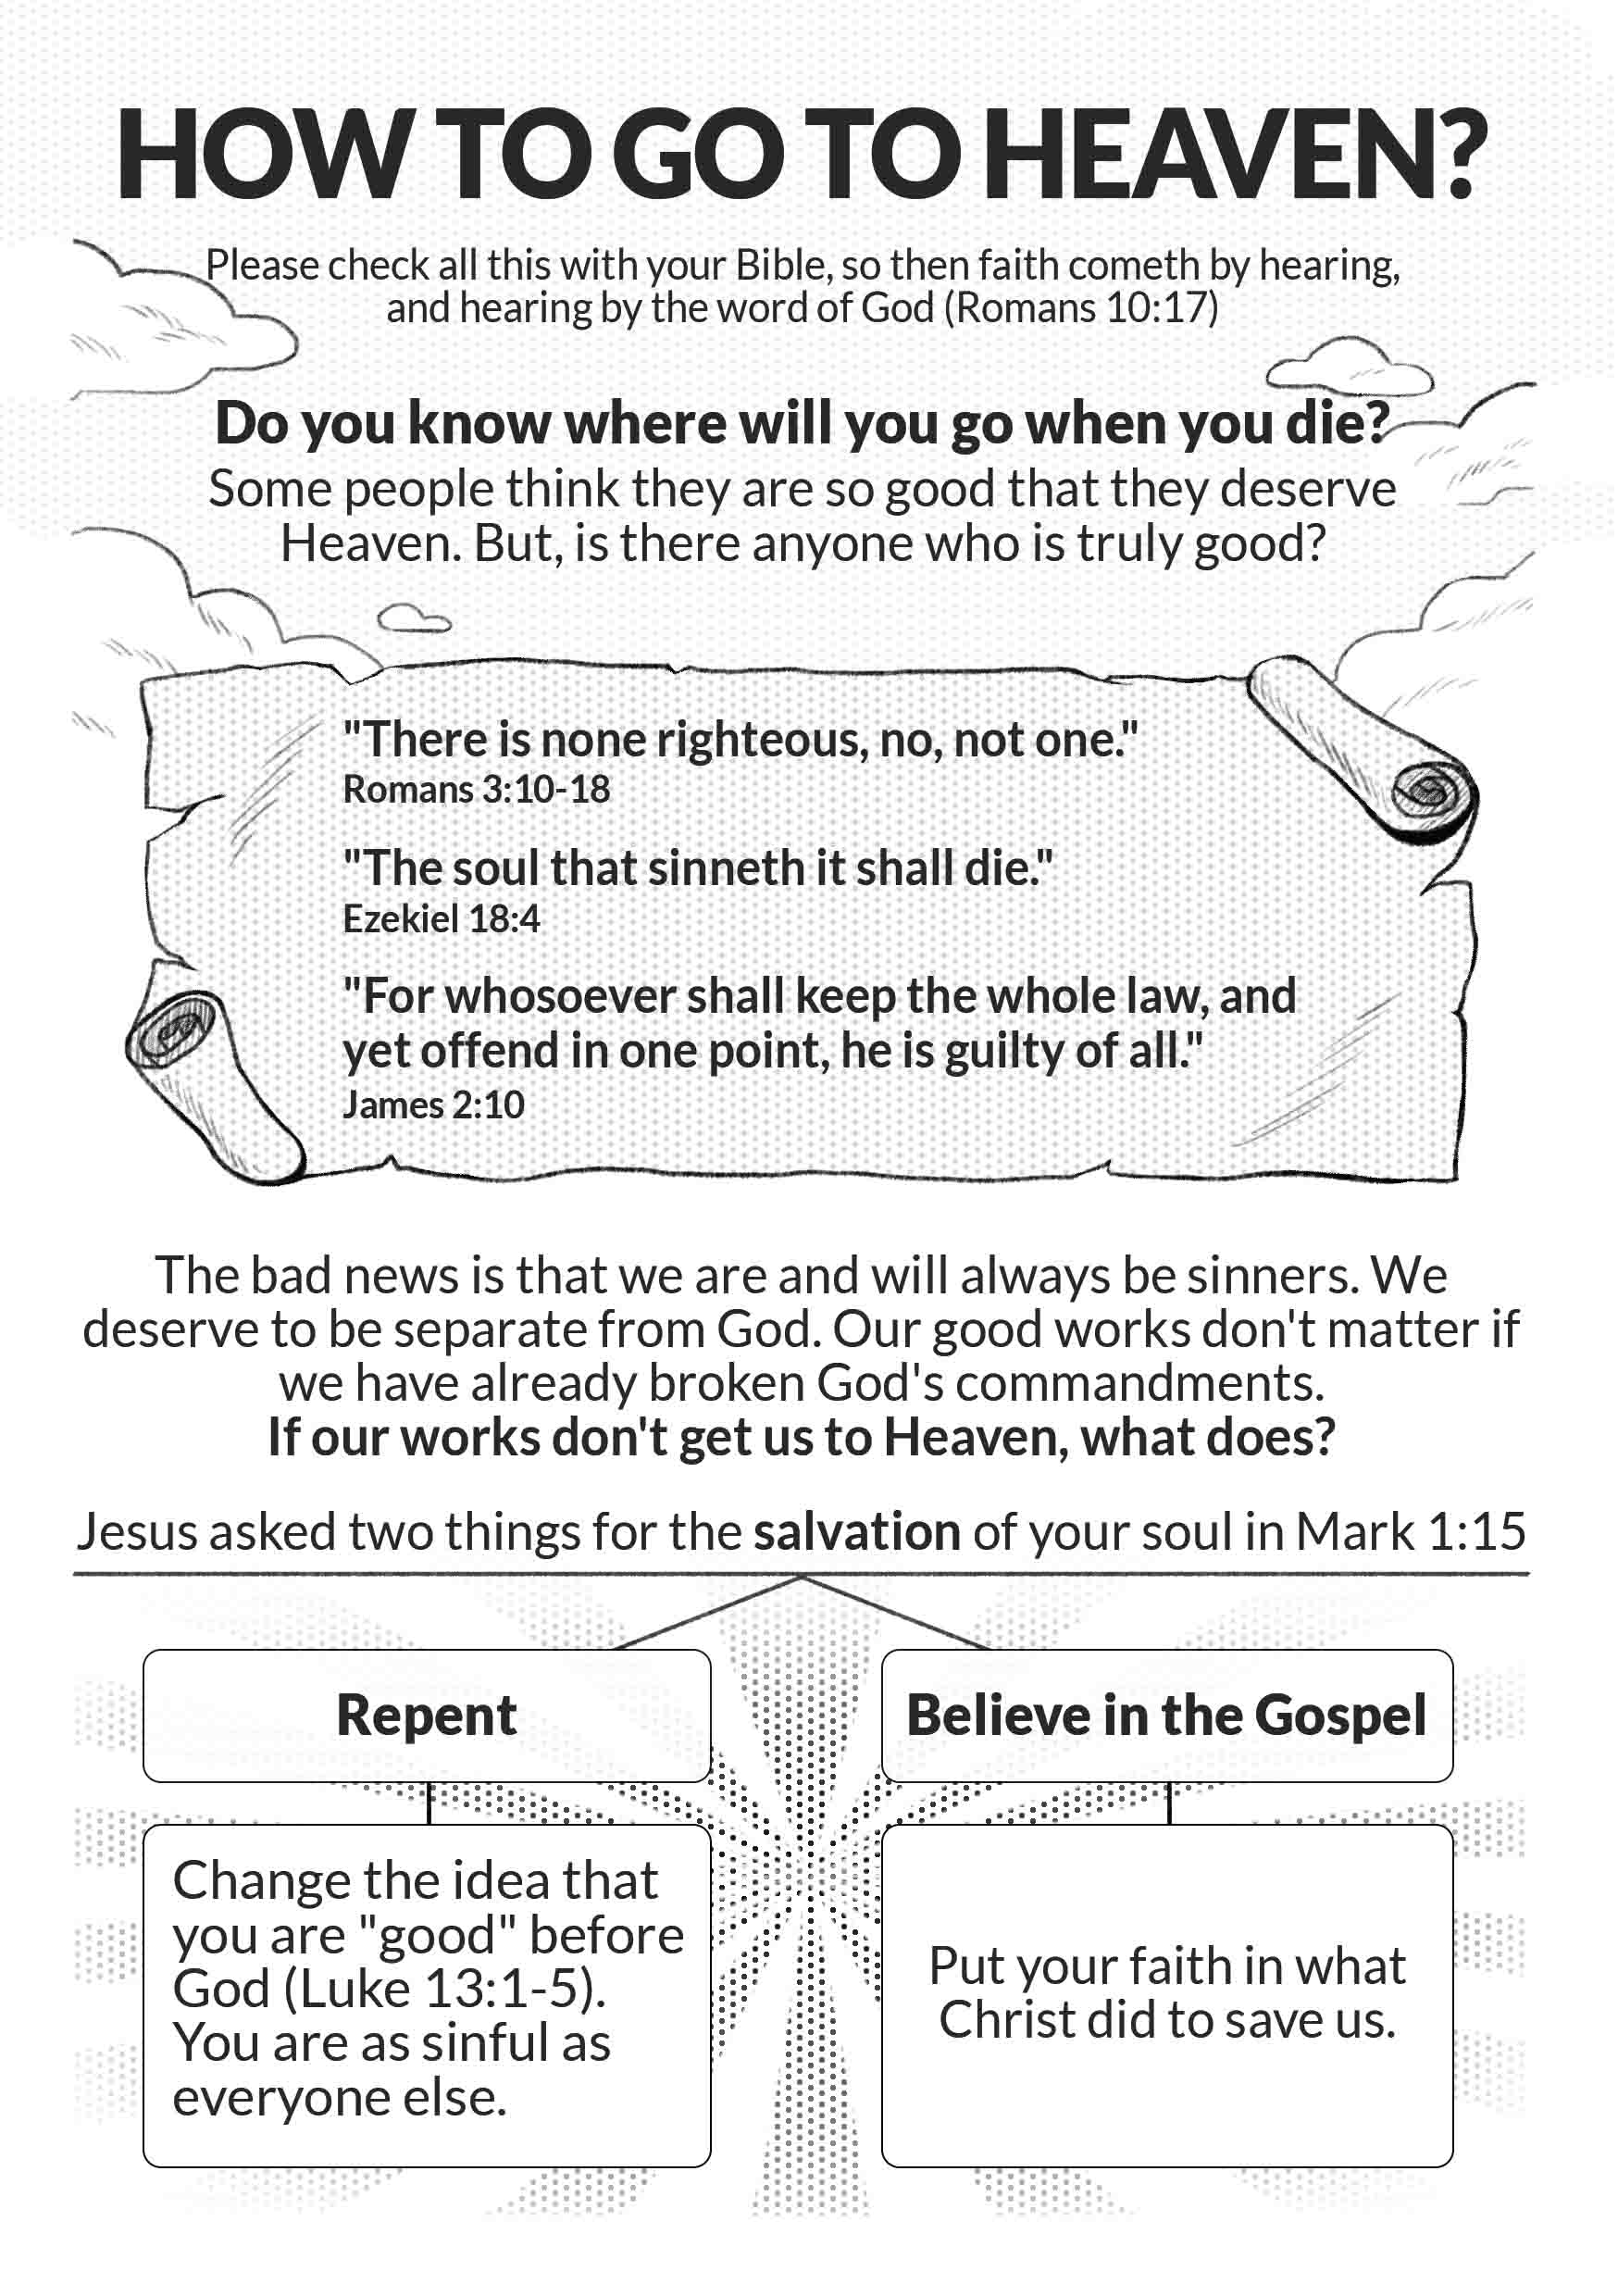 HOW TO GO TO HEAVEN?
Please check all this with your Bible, so then faith cometh by hearing,
and hearing by the word of God (Romans 10:17)
Do you know where will you go when you die?
Some people think they are so good that they deserve
Heaven. But, is there anyone who is truly good?
"There is none righteous, no, not one."
Romans 3:10-18
"The soul that sinneth it shall die."
Ezekiel 18:4
"For whosoever shall keep the whole law, and
yet offend in one point, he is guilty of all."
James 2:10
The bad news is that we are and will always be sinners. We
deserve to be separate from God. Our good works don't matter if
we have already broken God's commandments.
If our works don't get us to Heaven, what does?
Jesus asked two things for the salvation of your soul in Mark 1:15
Repent
Change the idea that
you are "good" before
God (Luke 13:1-5).
You are as sinful as
everyone else.
Believe in the Gospel
Put your faith in what
Christ did to save us.